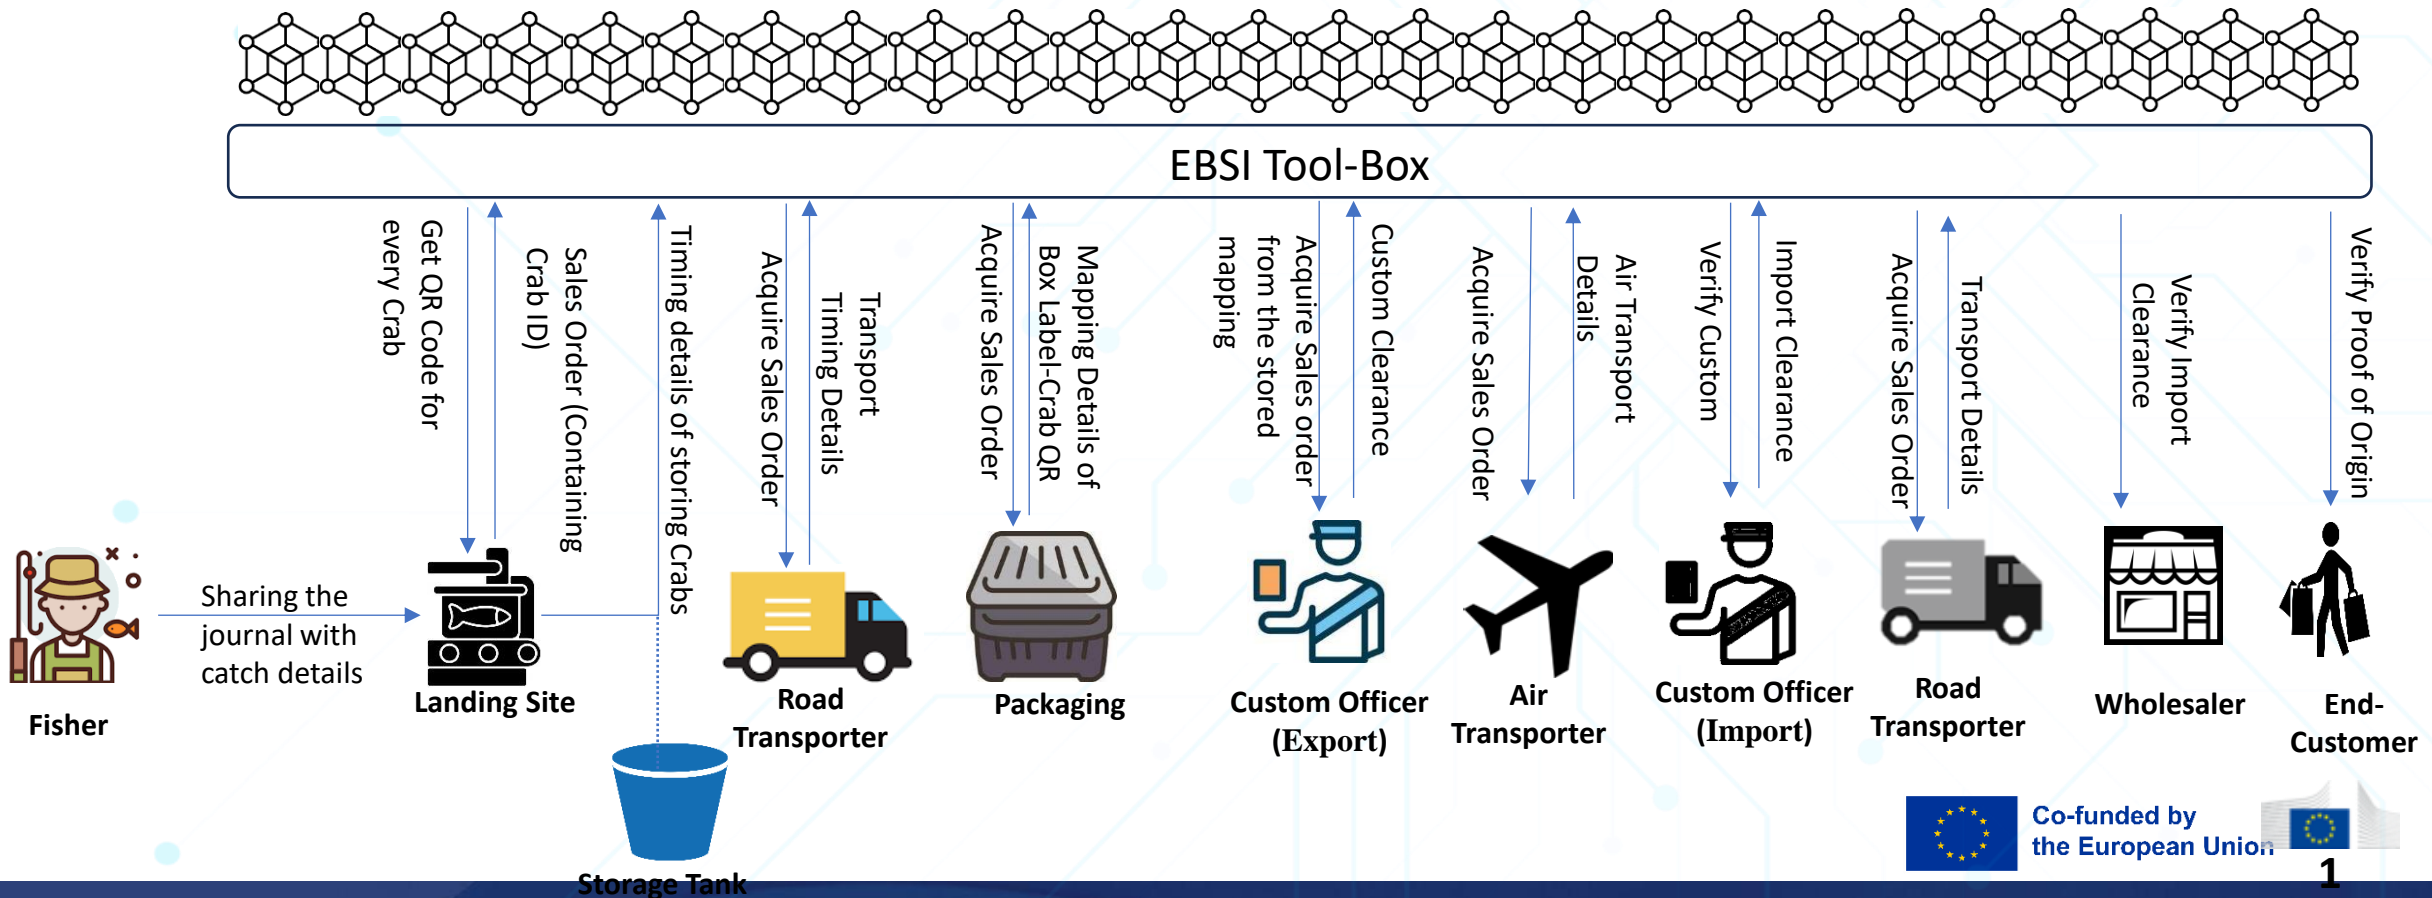 EBSI Tool-Box
Get QR Code for
every Crab
Sales Order (Containing
Crab ID)
Timing details of storing Crabs
Transport
Timing Details
Acquire Sales Order
Mapping Details of
Box Label-Crab QR
Acquire Sales Order
Custom Clearance
Acquire Sales order
from the stored
mapping
Air Transport
Details
Acquire Sales Order
Import Clearance
Verify Custom
Transport Details
Acquire Sales Order
Verify Import
Clearance
Verify Proof of Origin
Sharing the
journal with
catch details
Fisher
Landing Site
Storage Tank
Road
Transporter
Packaging
Custom Officer
(Export)
Air
Transporter
Custom Officer
(Import)
Road
Transporter
Wholesaler
End-
Customer
Co-funded by
the European Union
1